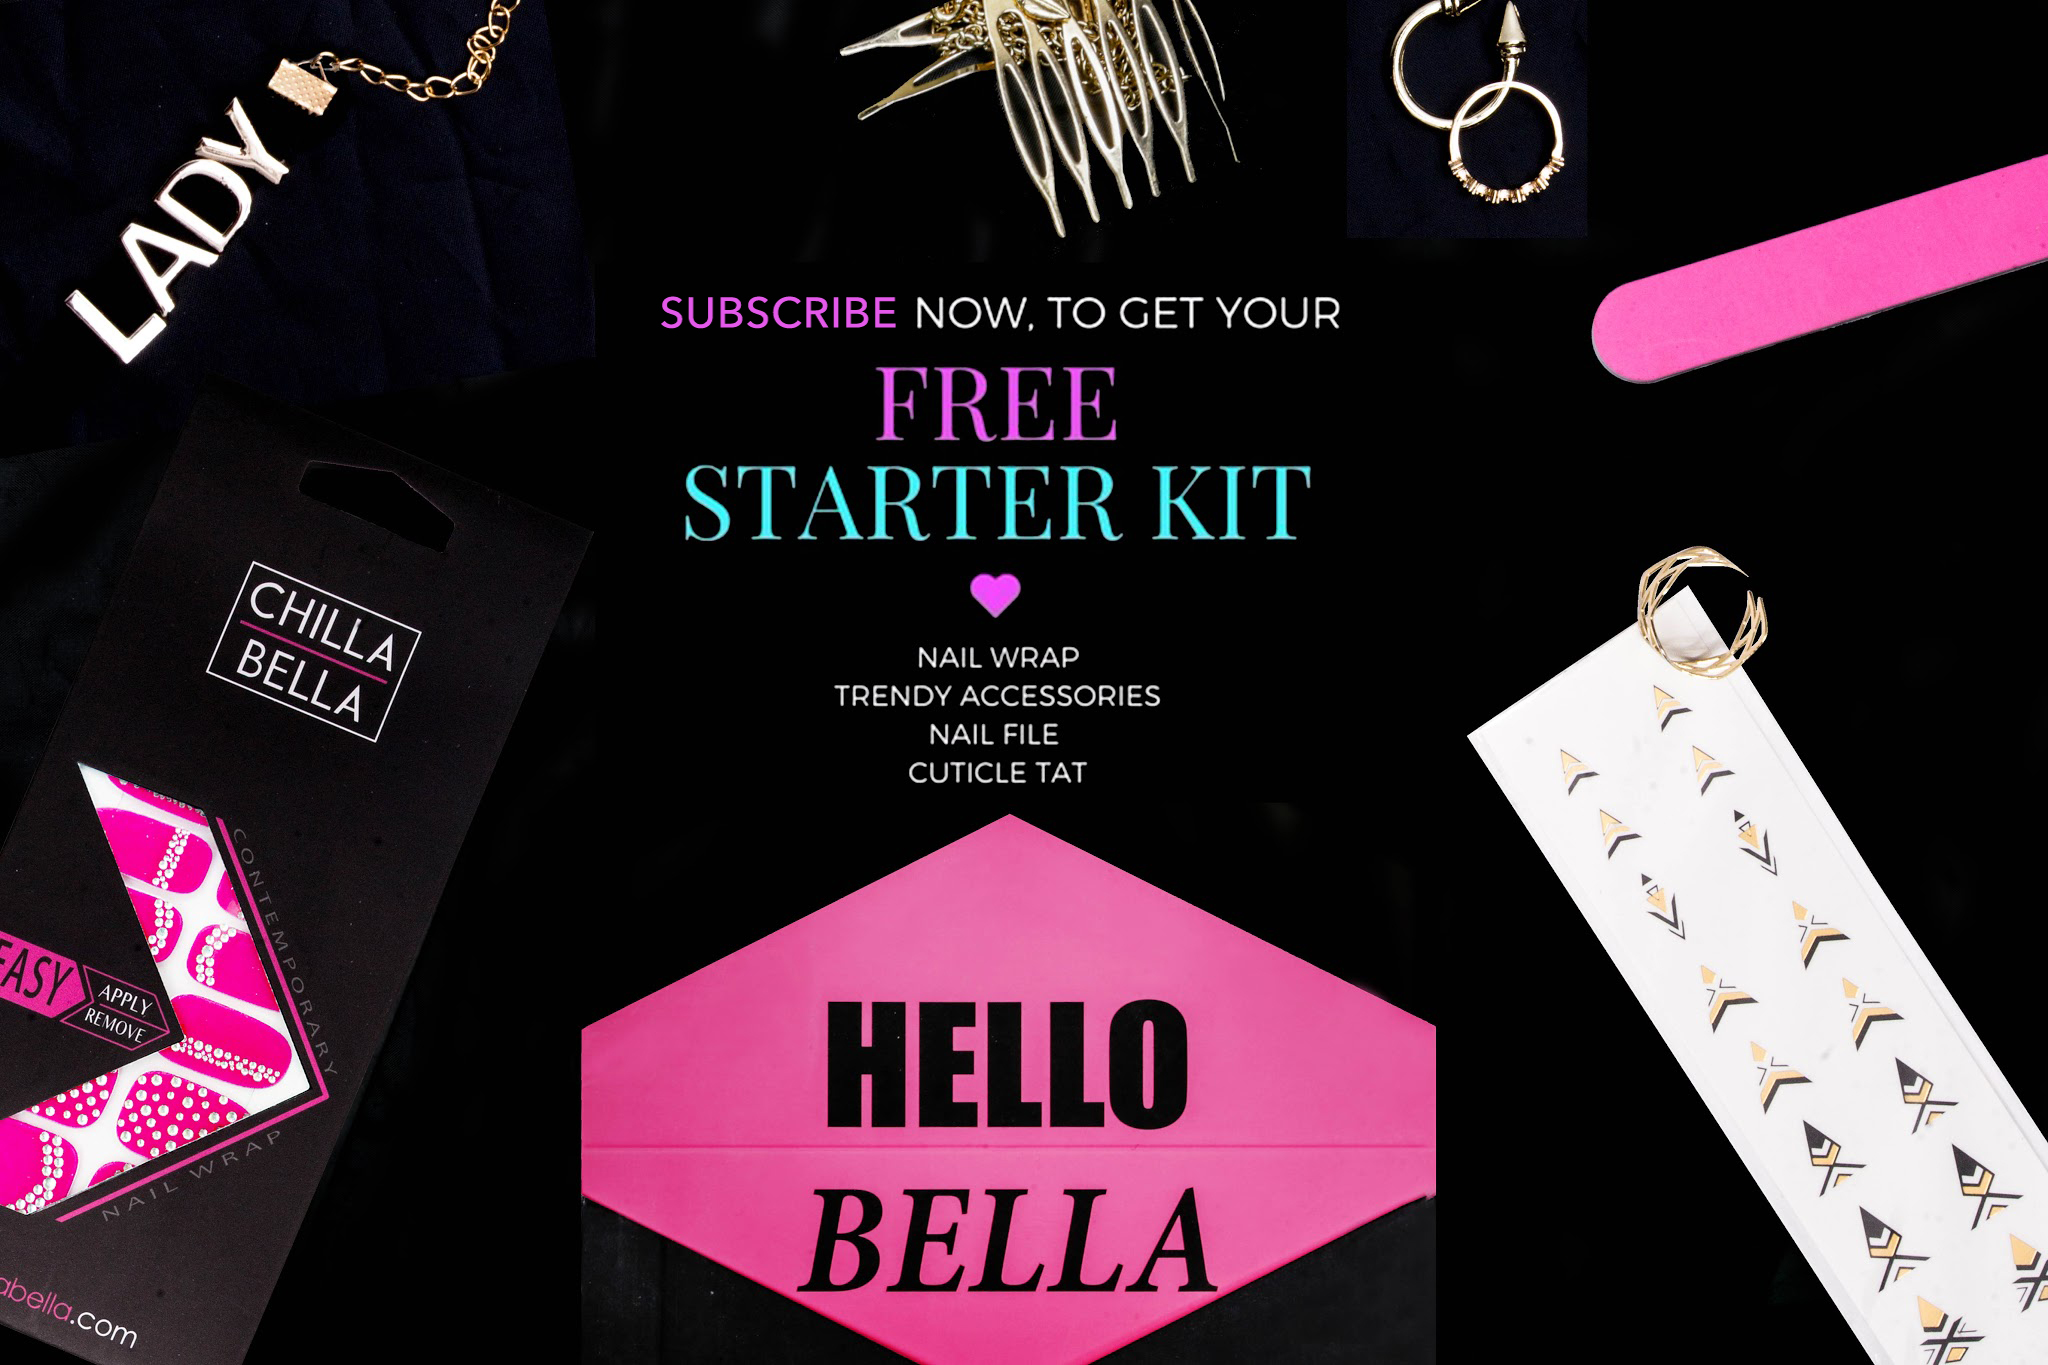 LADY
SUBSCRIBE NOW, TO GET YOUR
FREE
STARTER KIT
NAIL WRAP
TRENDY ACCESSORIES
NAIL FILE
CUTICLE TAT
CHILLA
BELLA
CONTEMPORARY
NAIL WRAP
EASY
APPLY
REMOVE
abella.com
HELLO
BELLA